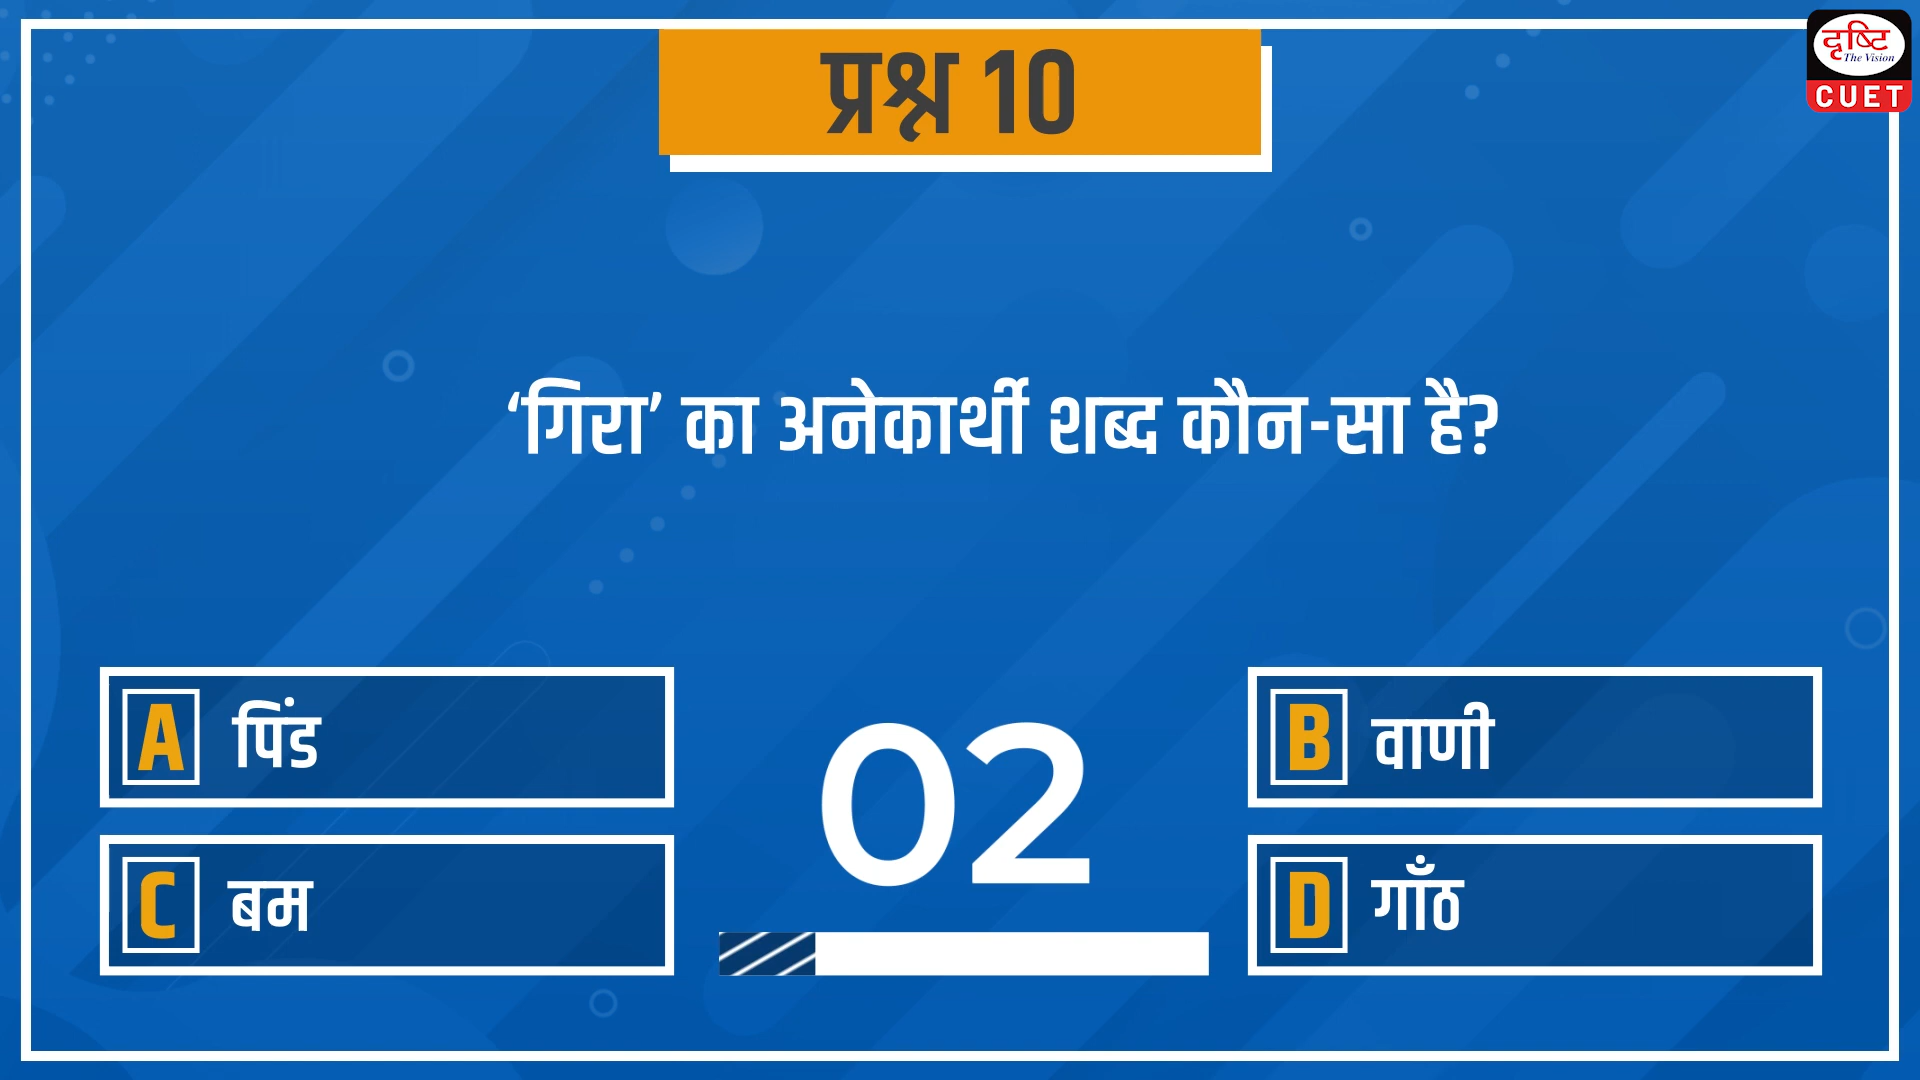 दृष्टि
The Vision
CUET
प्रश्न 10
‘गिरा’ का अनेकार्थी शब्द कौन-सा है?
A पिंड
B वाणी
02
C बम
D गाँठ